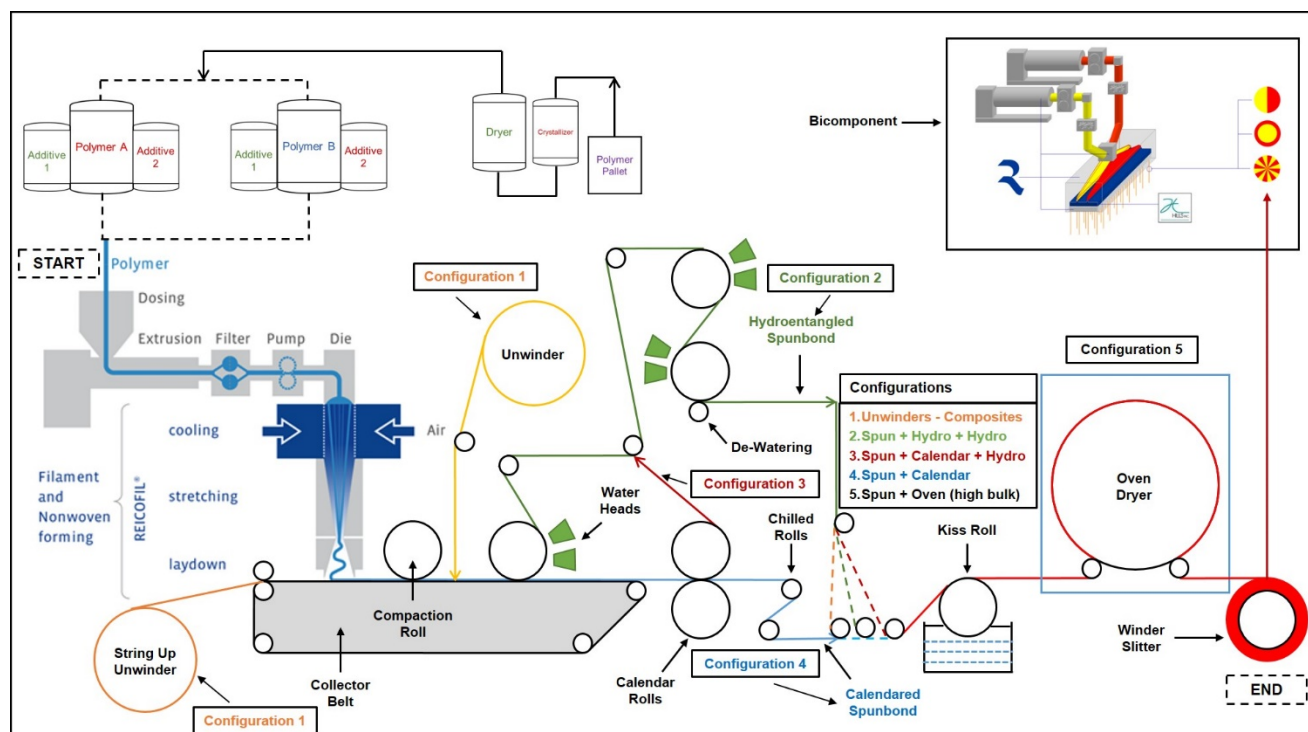 Additive
1
Polymer A
Additive
2
Additive
1
Polymer B
Additive
2
Dryer
Crystallizer
Polymer
Pallet
Bicomponent
START
Polymer
Dosing
Extrusion
Filter
Pump
Die
cooling
Air
Filament
and
Nonwoven
forming
REICOFIL®
stretching
laydown
Configuration 1
Unwinder
Configuration 2
Hydroentangled
Spunbond
De-Watering
Configuration 3
Water
Heads
Configurations
1.Unwinders - Composites
2.Spun + Hydro + Hydro
3.Spun + Calendar + Hydro
4.Spun + Calendar
5.Spun + Oven (high bulk)
Configuration 5
Oven
Dryer
Chilled
Rolls
Kiss Roll
Compaction
Roll
String Up
Unwinder
Configuration 1
Collector
Belt
Calendar
Rolls
Configuration 4
Calendared
Spunbond
Winder
Slitter
END